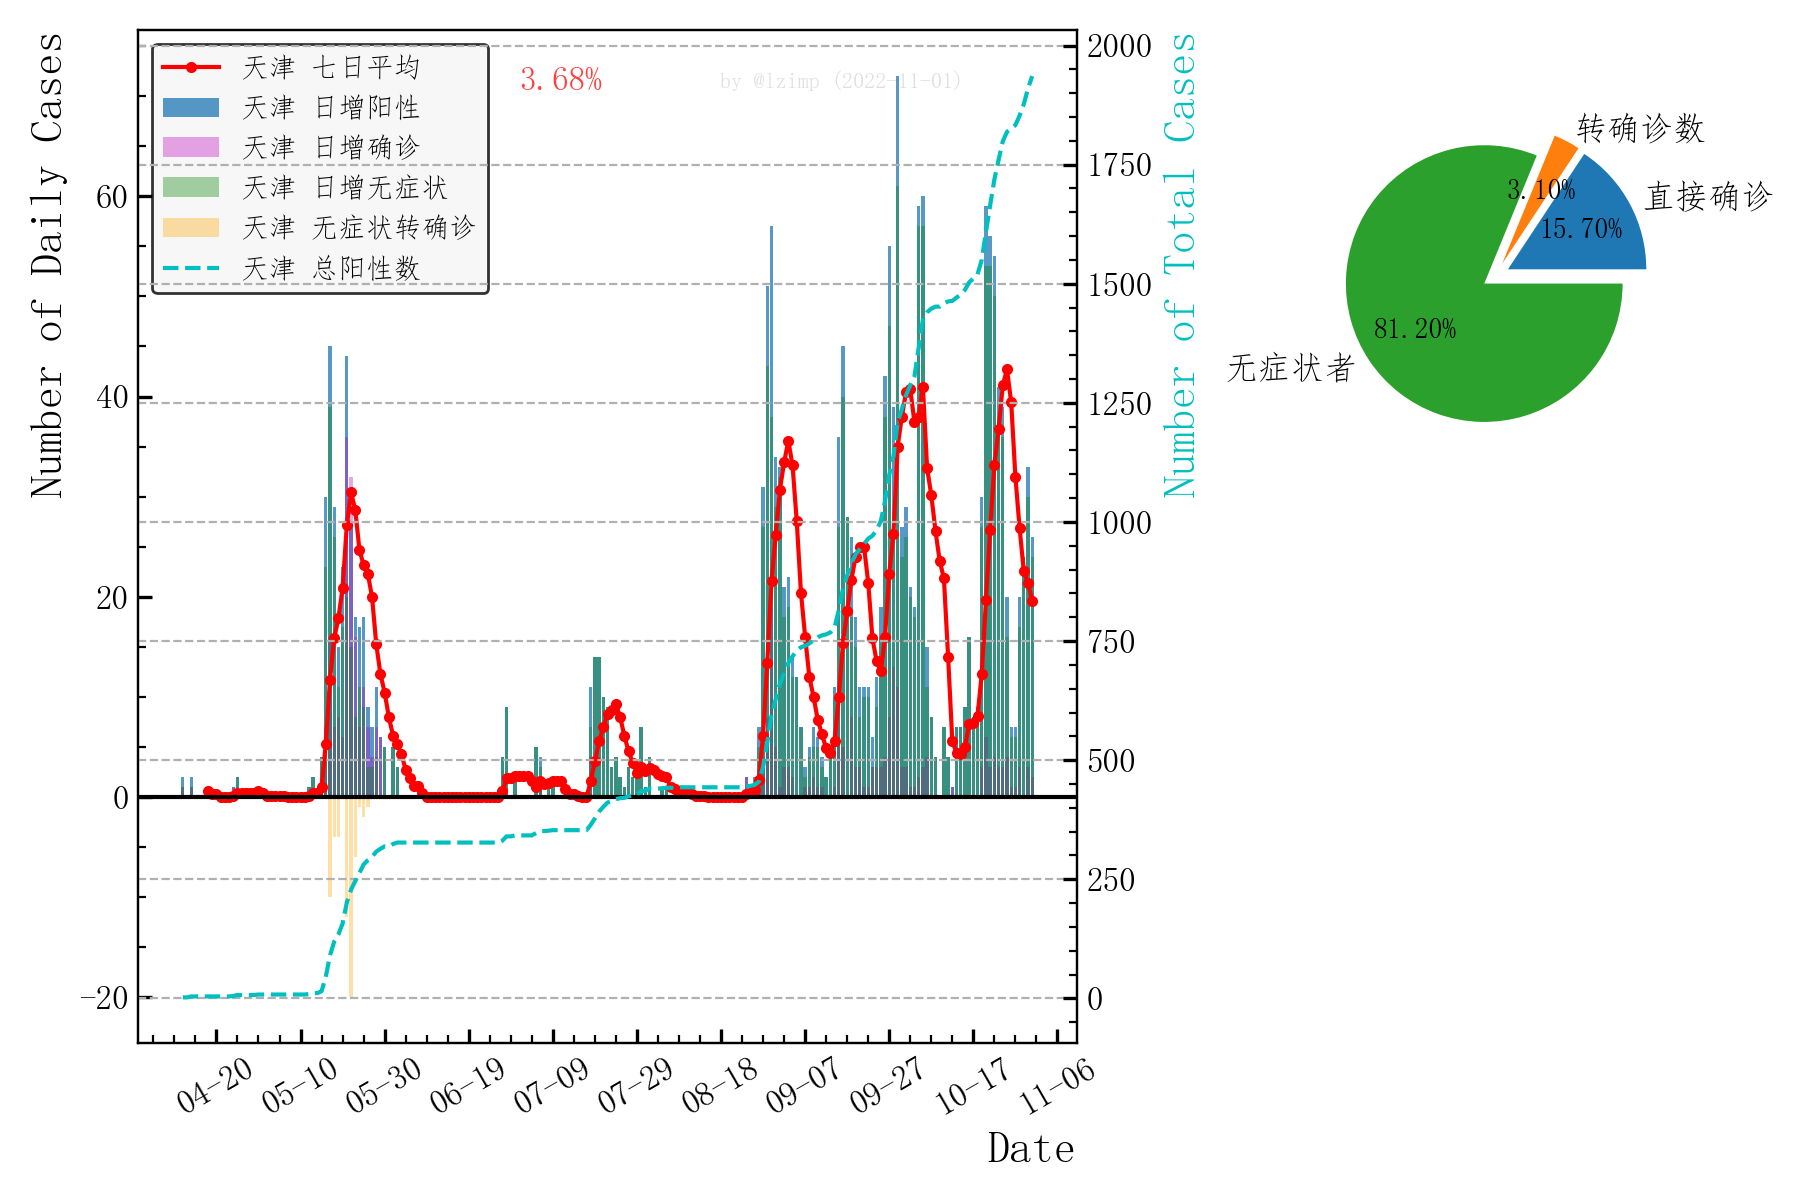 Number of Daily Cases
60
40
20
0
−20
天津 七日平均
天津 日增阳性
天津 日增确诊
天津 日增无症状
天津 无症状转确诊
天津 总阳性数
3.68%
by @lzimp (2022-11-01)
2000
1750
1500
1250
1000
750
500
250
0
Number of Total Cases
04-20
05-10
05-30
06-19
07-09
07-29
08-18
09-07
09-27
10-17
11-06
Date
转确诊数
3.10%
直接确诊
15.70%
81.20%
无症状者